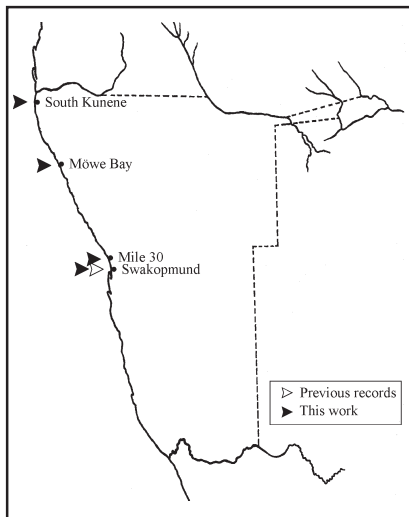 South Kunene
Möwe Bay
Mile 30
Swakopmund
Previous records
This work